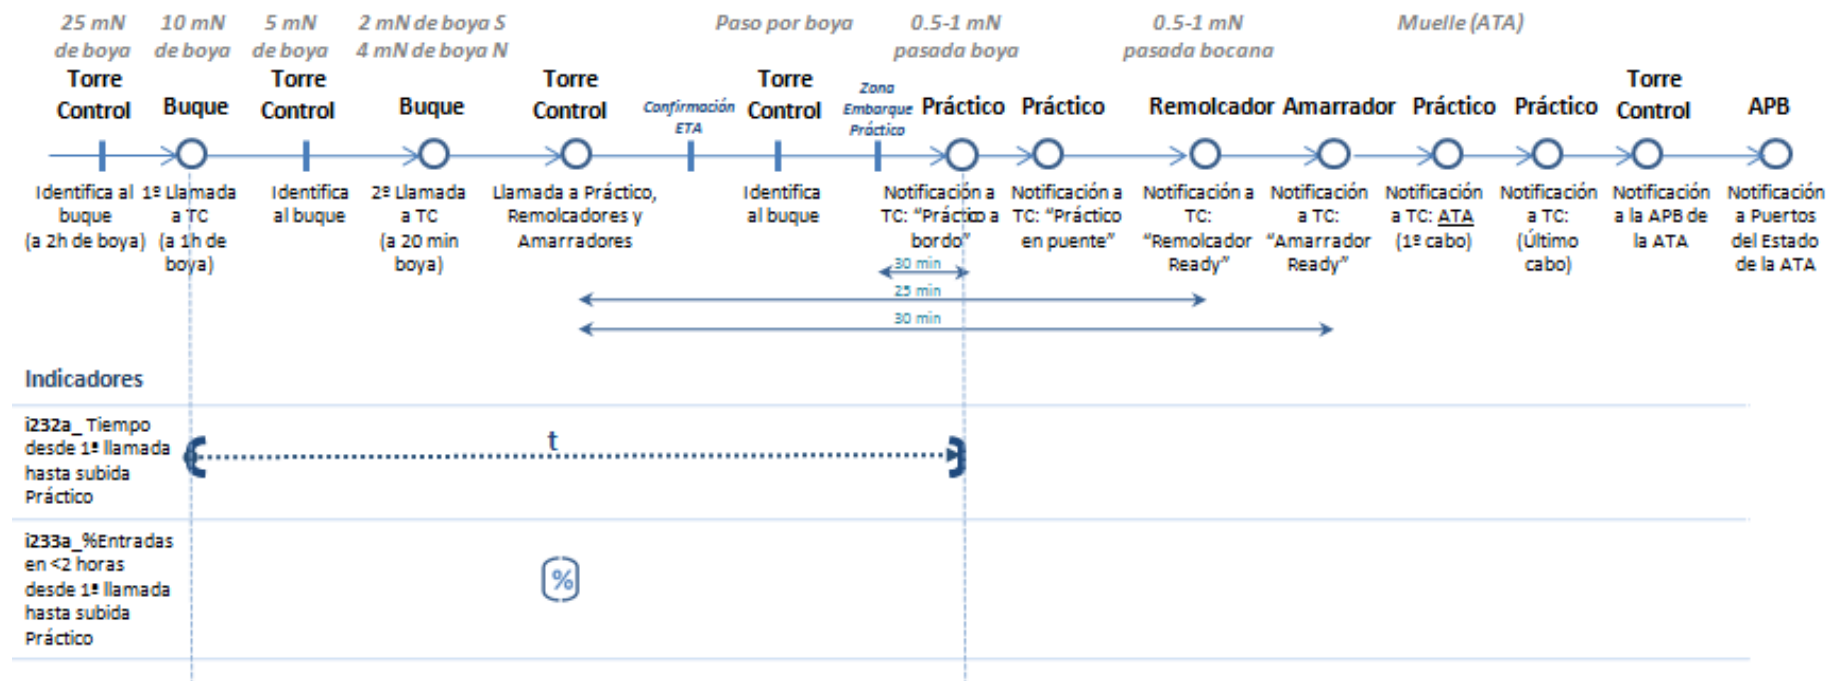 25 mN 10 mN 5 mN 2 mN de boya S Paso por boya 0.5-1 mN 0.5-1 mN Muelle (ATA)
de boya de boya de boya 4 mN de boya N pasada boya pasada bocana
Torre Control
Buque
Torre Control
Buque
Torre Control
Confirmación
ETA
Torre Control
Zona
Embarque
Práctico
Práctico
Práctico
Remolcador
Amarrador
Práctico
Práctico
Torre Control
APB
Identifica al
buque
(a 2h de boya)
1ª Llamada
a TC
(a 1h de
boya)
Identifica
al buque
2ª Llamada
a TC
(a 20 min
boya)
Llamada a Práctico,
Remolcadores y
Amarradores
Identifica
al buque
Notificación a
TC: “Práctico a
bordo”
Notificación a
TC: “Práctico
en puente”
Notificación a
TC:
“Remolcador
Ready”
Notificación
a TC:
“Amarrador
Ready”
Notificación
a TC: ATA
(1º cabo)
Notificación
a TC:
(Último
cabo)
Notificación
a la APB de
la ATA
Notificación
a Puertos
del Estado
de la ATA
30 min
25 min
30 min
Indicadores
i232a_ Tiempo
desde 1ª llamada
hasta subida
Práctico
t
i233a_%Entradas
en <2 horas
desde 1ª llamada
hasta subida
Práctico
%